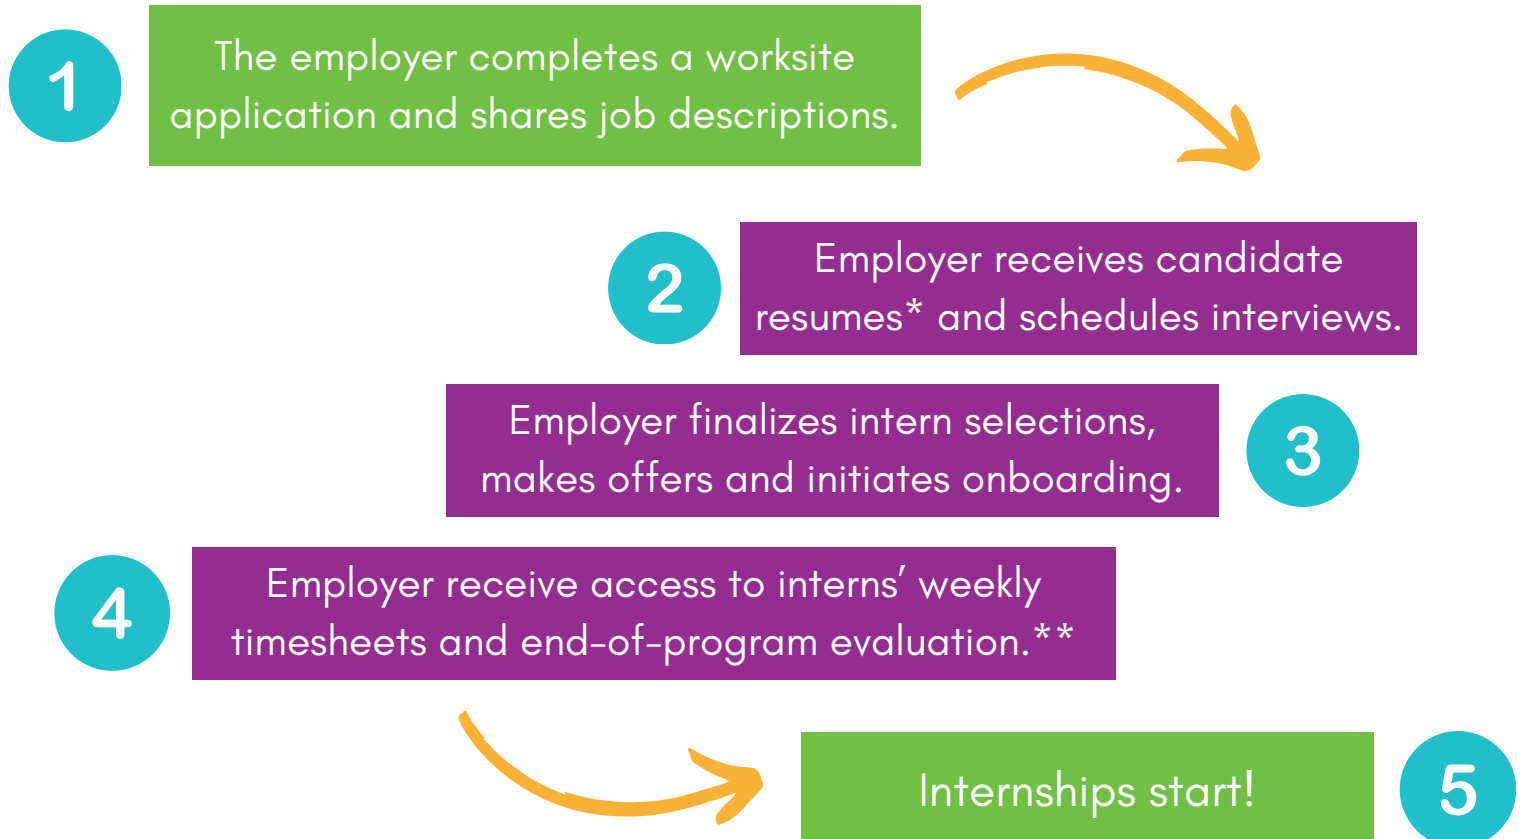 1
The employer completes a worksite
application and shares job descriptions.
2
Employer receives candidate
resumes* and schedules interviews.
Employer finalizes intern selections,
makes offers and initiates onboarding.
3
4
Employer receive access to interns’ weekly
timesheets and end-of-program evaluation.**
Internships start!
5